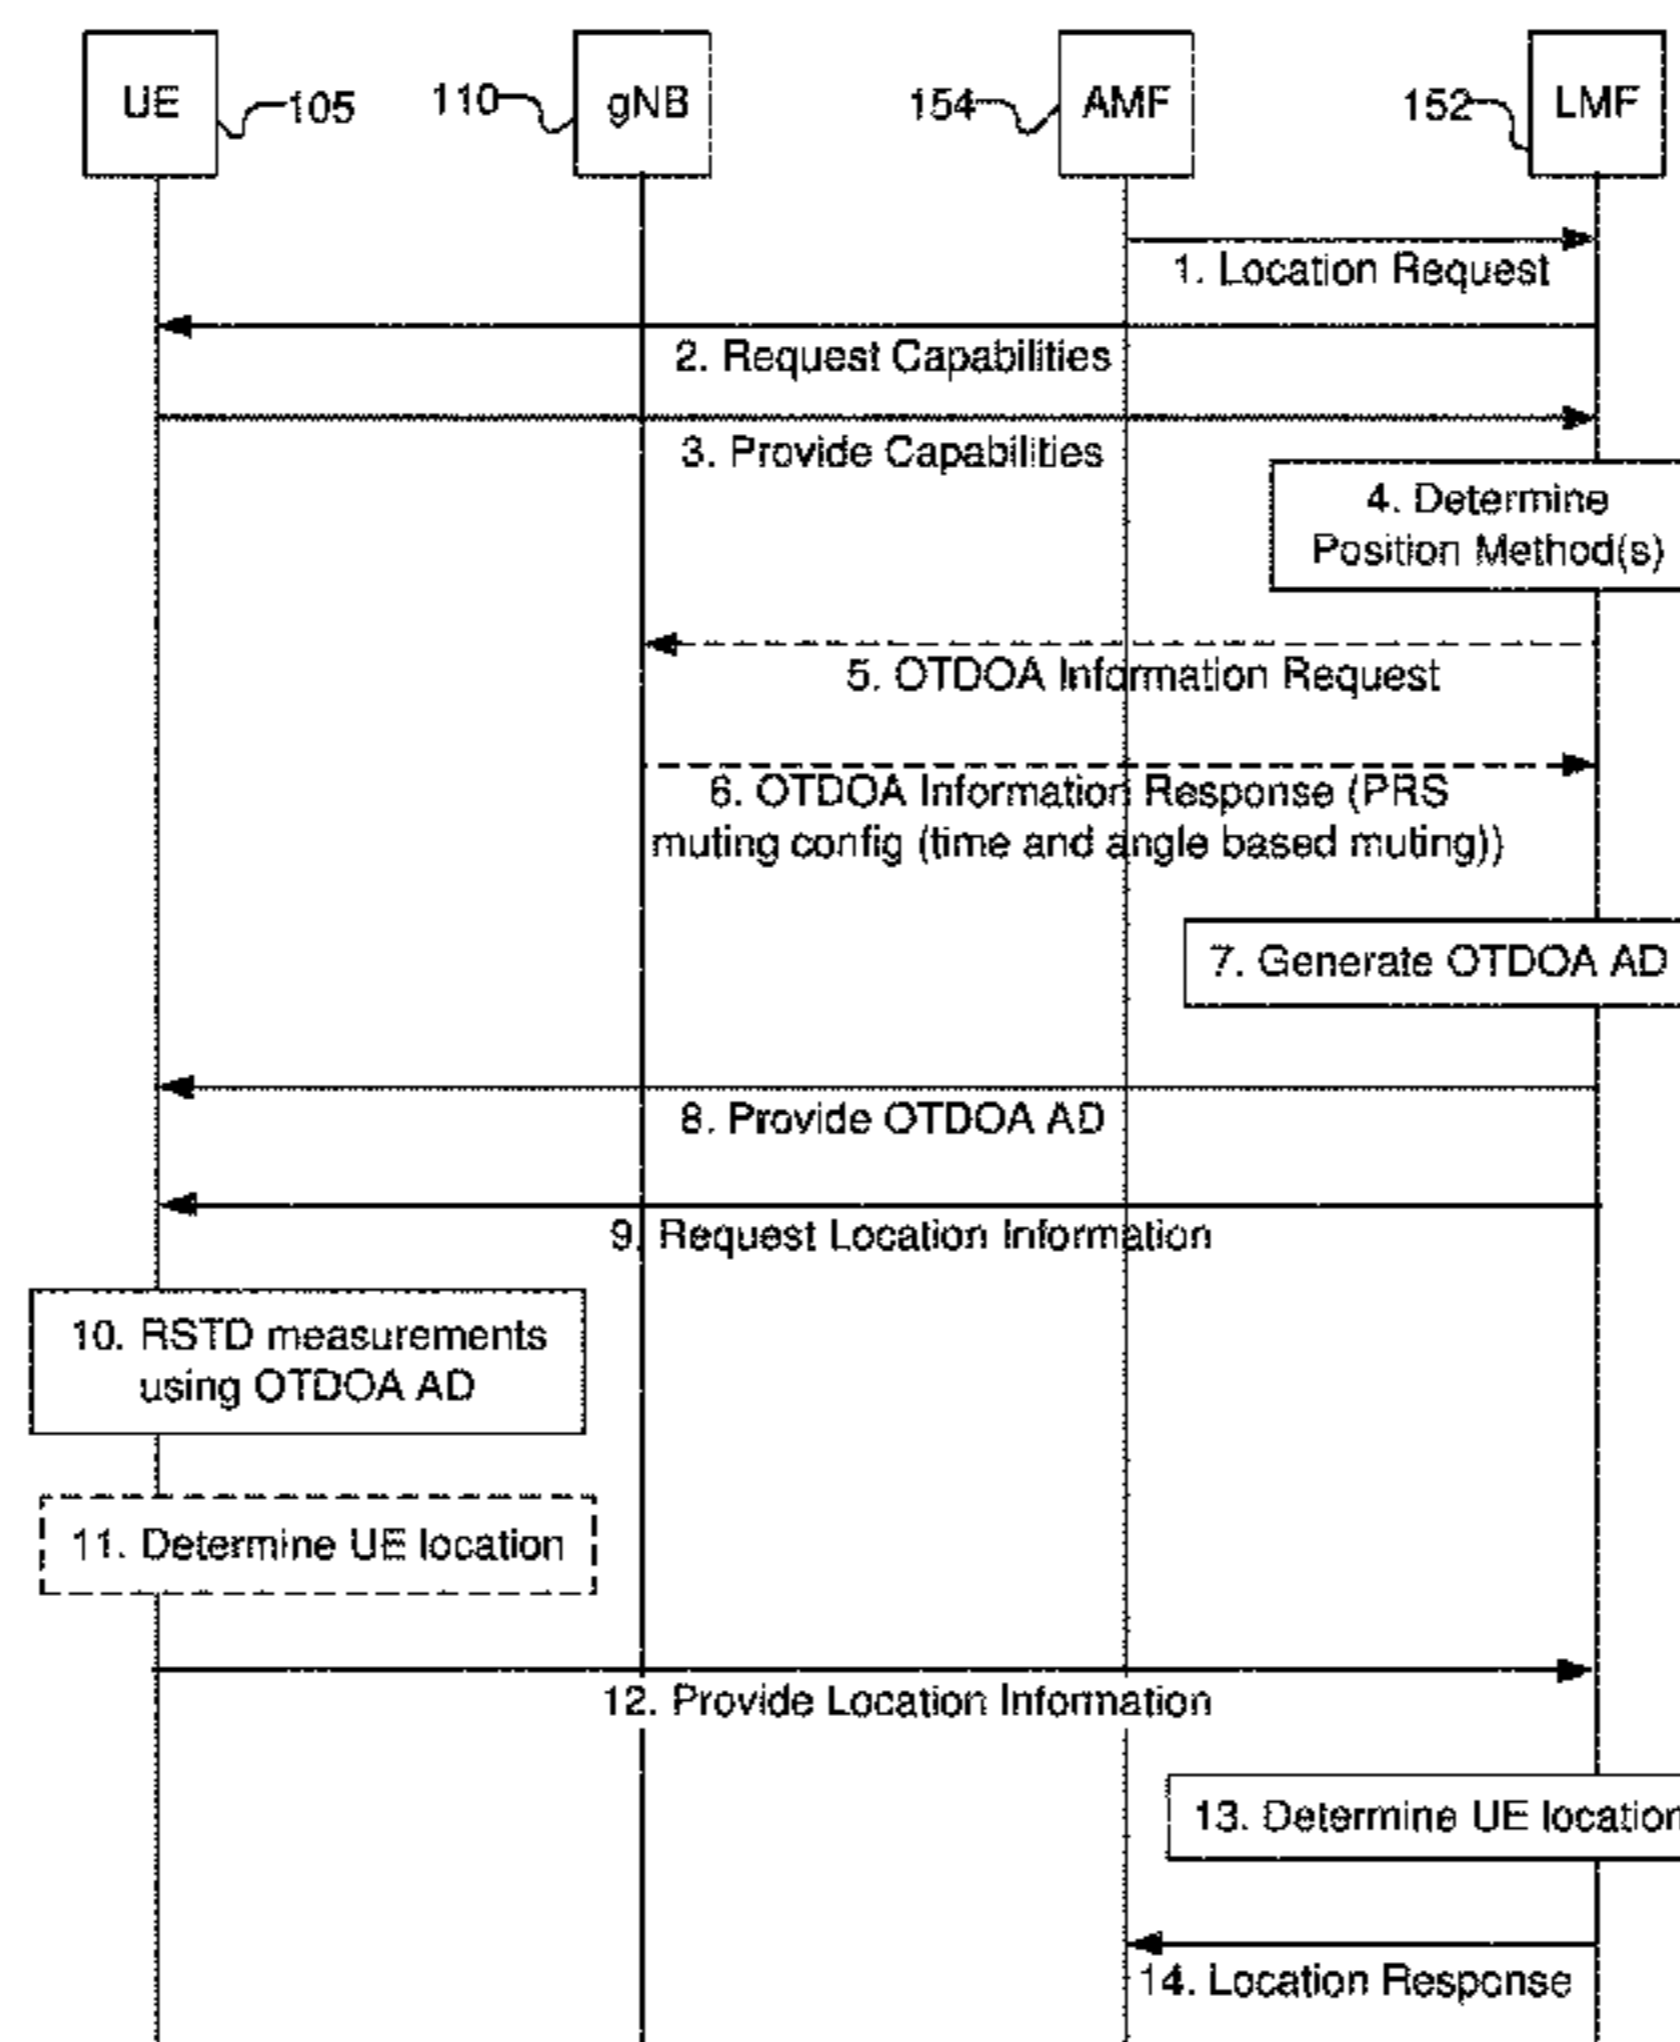 UE
105
110
gNB
154
AMF
152
LMF
1. Location Request
2. Request Capabilities
3. Provide Capabilities
4. Determine
Position Method(s)
5. OTDOA Information Request
6. OTDOA Information Response (PRS
muting config (time and angle based muting))
7. Generate OTDOA AD
8. Provide OTDOA AD
9. Request Location Information
10. RSTD measurements
using OTDOA AD
11. Determine UE location
12. Provide Location Information
13. Determine UE location
14. Location Response